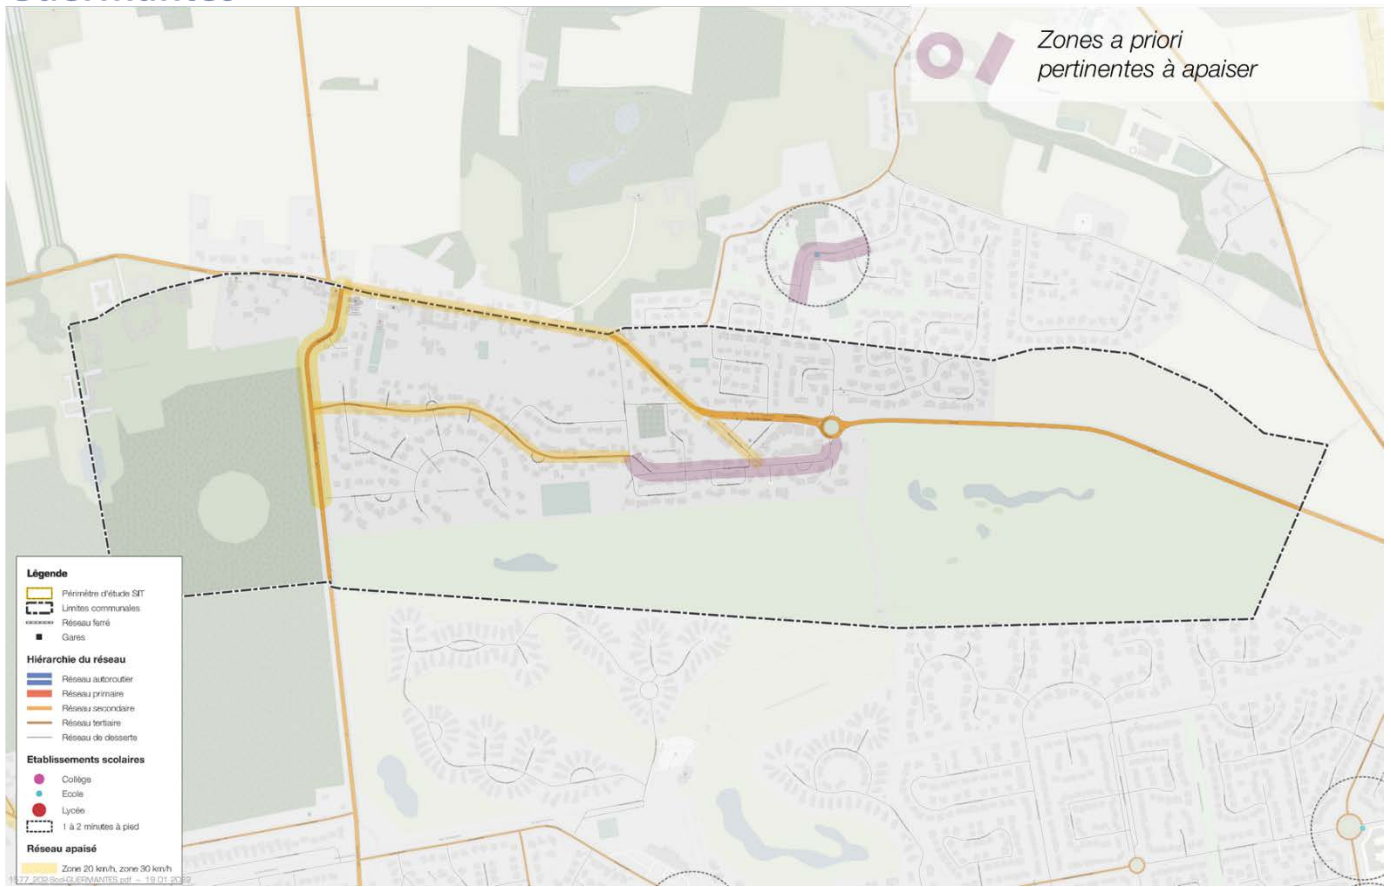 Guermantes
Zones a priori
pertinentes à apaiser
Légende
Périmètre d'étude SIT
Limites communales
Réseau ferré
Gares
Hiérarchie du réseau
Réseau autoroutier
Réseau primaire
Réseau secondaire
Réseau tertiaire
Réseau de desserte
Etablissements scolaires
Collège
Ecole
Lycée
1 à 2 minutes à pied
Réseau apaisé
Zone 20 km/h, zone 30 km/h